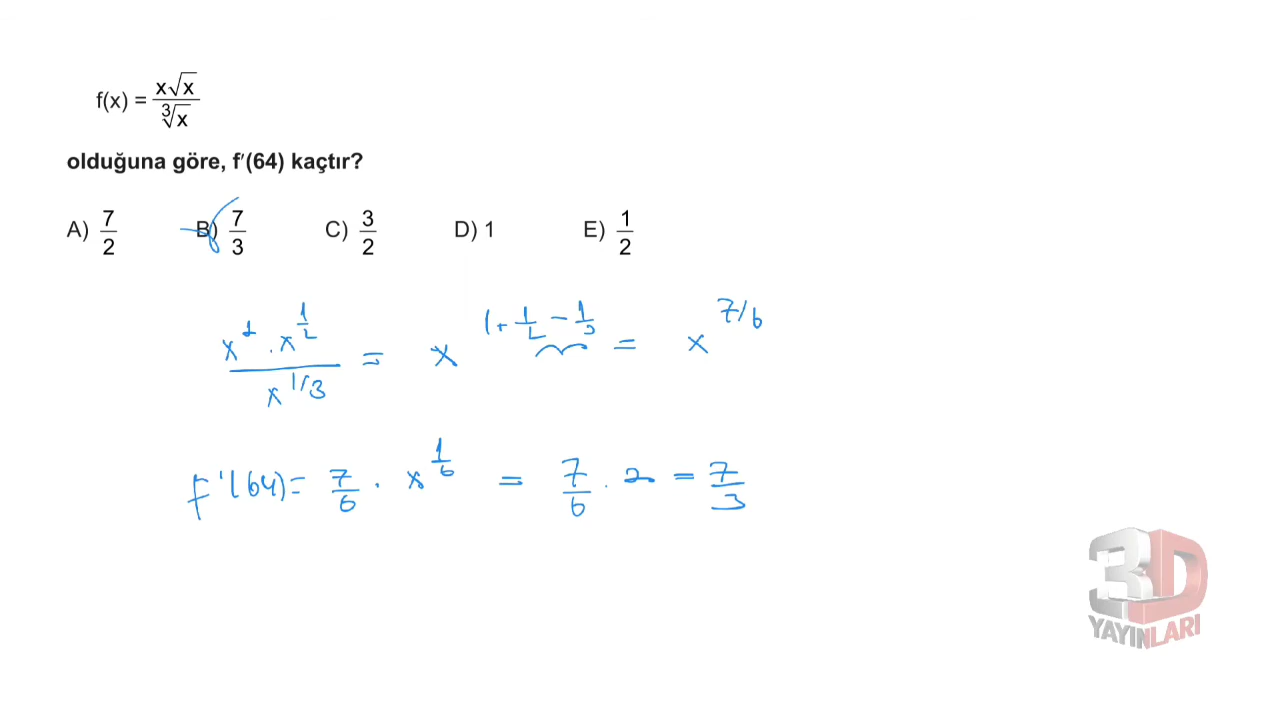 f(x) = x√x / ∛x
olduğuna göre, f′(64) kaçtır?
A) 7/2 B) 7/3 C) 3/2 D) 1 E) 1/2
x^1 · x^(1/2) / x^(1/3) = x^(1 + 1/2 − 1/3) = x^(7/6)
f'(64) = 7/6 · x^(1/6) = 7/6 · 2 = 7/3
3D
YAYINLARI